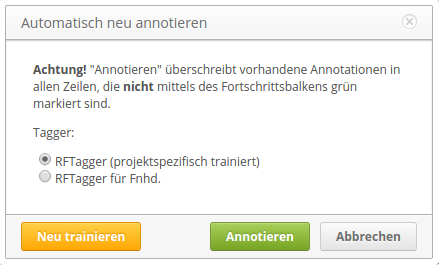 Automatisch neu annotieren
Achtung! "Annotieren" überschreibt vorhandene Annotationen in
allen Zeilen, die nicht mittels des Fortschrittsbalkens grün
markiert sind.
Tagger:
RFTagger (projektspezifisch trainiert)
RFTagger für Fnhd.
Neu trainieren Annotieren Abbrechen